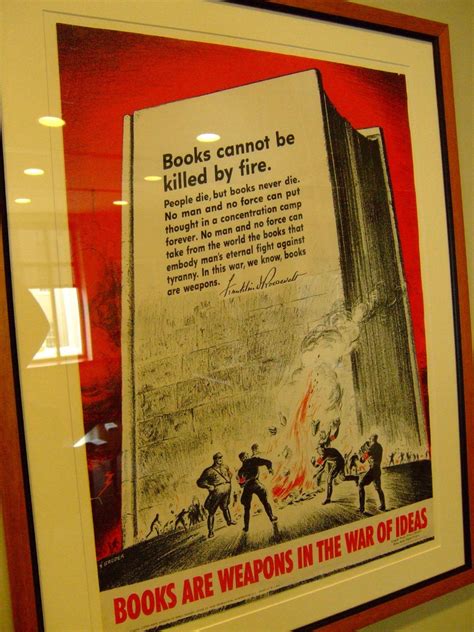 Books cannot be
killed by fire.
People die, but books never die.
No man and no force can put
thought in a concentration camp
forever. No man and no force can
take from the world the books that
embody man's eternal fight against
tyranny. In this war, we know, books
are weapons. Franklin D Roosevelt
BOOKS ARE WEAPONS IN THE WAR OF IDEAS